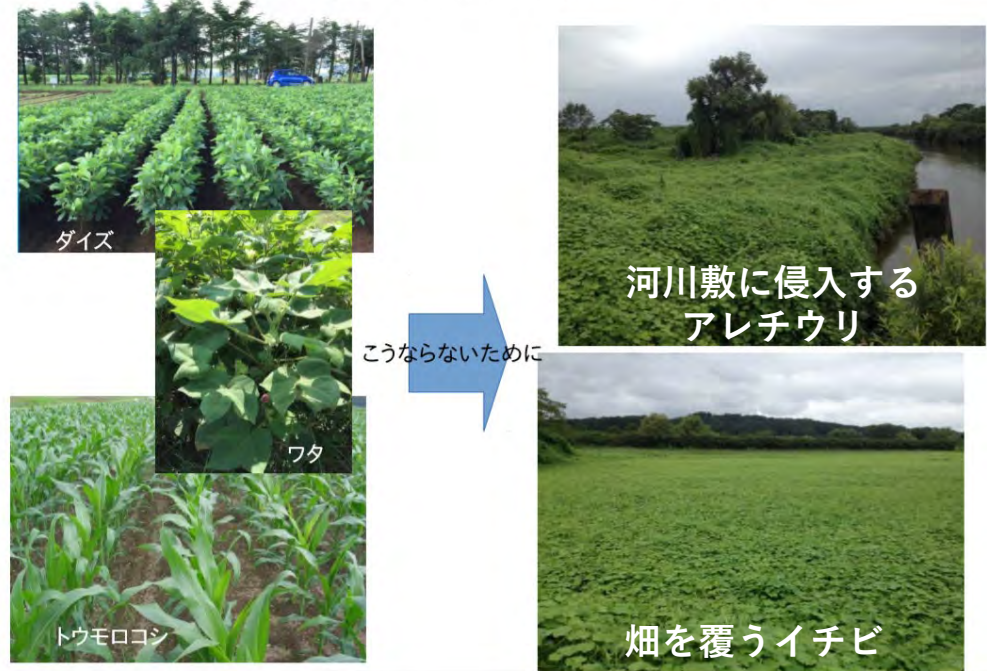 ダイズ
ワタ
トウモロコシ
こうならないために
河川敷に侵入する
アレチウリ
畑を覆うイチビ